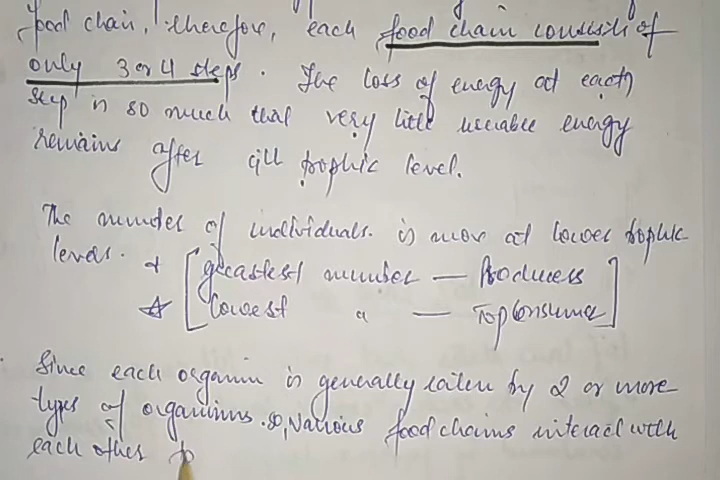 food chain, therefore, each food chain consists of
only 3 or 4 steps. The loss of energy at each
step is so much that very little useable energy
remains after trophic level.
The number of individuals is more at lower trophic
levels.
[greatest number — Producers
lowest " — Top Consumer]
Since each organism is generally eaten by 2 or more
types of organisms. so, various food chains interact with
each other